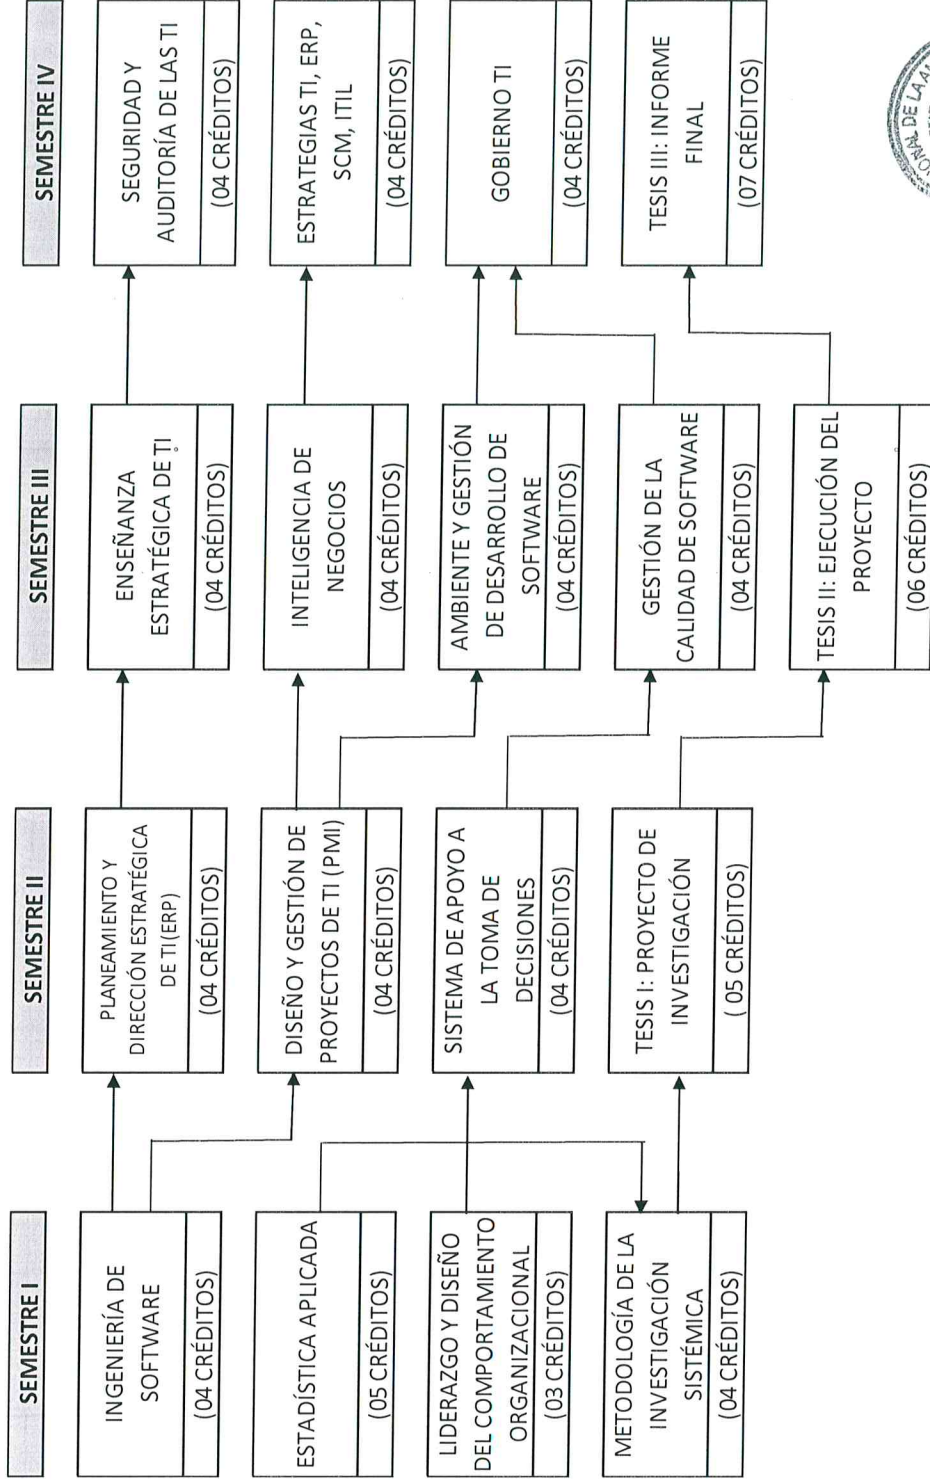 SEMESTRE I
INGENIERÍA DE
SOFTWARE
(04 CRÉDITOS)
ESTADÍSTICA APLICADA
(05 CRÉDITOS)
LIDERAZGO Y DISEÑO
DEL COMPORTAMIENTO
ORGANIZACIONAL
(03 CRÉDITOS)
METODOLOGÍA DE LA
INVESTIGACIÓN
SISTÉMICA
(04 CRÉDITOS)
SEMESTRE II
PLANEAMIENTO Y
DIRECCIÓN ESTRATÉGICA
DE TI(ERP)
(04 CRÉDITOS)
DISEÑO Y GESTIÓN DE
PROYECTOS DE TI (PMI)
(04 CRÉDITOS)
SISTEMA DE APOYO A
LA TOMA DE
DECISIONES
(04 CRÉDITOS)
TESIS I: PROYECTO DE
INVESTIGACIÓN
( 05 CRÉDITOS)
SEMESTRE III
ENSEÑANZA
ESTRATÉGICA DE TI
(04 CRÉDITOS)
INTELIGENCIA DE
NEGOCIOS
(04 CRÉDITOS)
AMBIENTE Y GESTIÓN
DE DESARROLLO DE
SOFTWARE
(04 CRÉDITOS)
GESTIÓN DE LA
CALIDAD DE SOFTWARE
(04 CRÉDITOS)
TESIS II: EJECUCIÓN DEL
PROYECTO
(06 CRÉDITOS)
SEMESTRE IV
SEGURIDAD Y
AUDITORÍA DE LAS TI
(04 CRÉDITOS)
ESTRATEGIAS TI, ERP,
SCM, ITIL
(04 CRÉDITOS)
GOBIERNO TI
(04 CRÉDITOS)
TESIS III: INFORME
FINAL
(07 CRÉDITOS)
DE LA